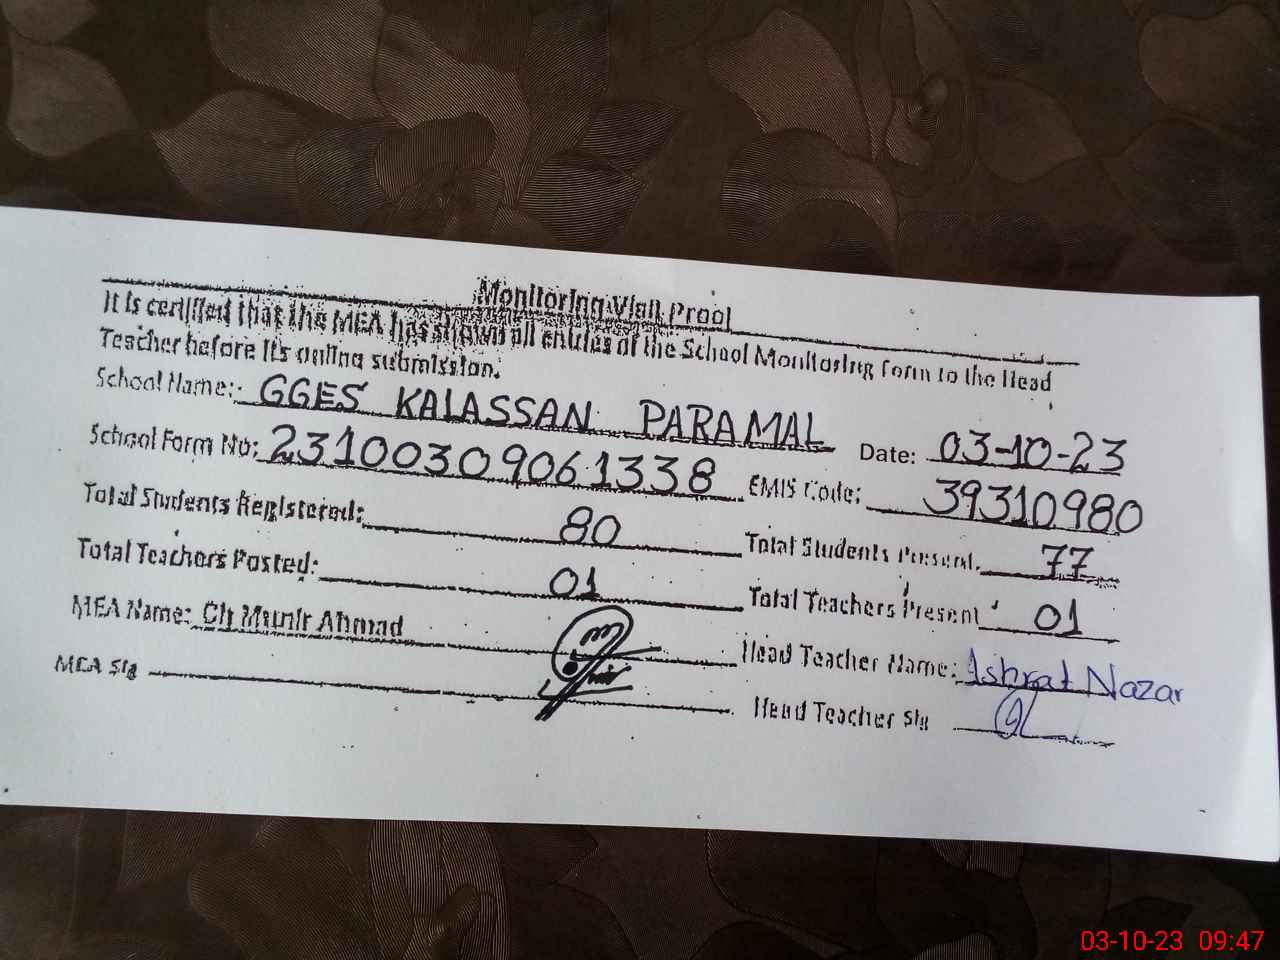 Monitoring Visit Proof
It is certified that the MEA has shown all entries of the School Monitoring form to the Head
Teacher before its online submission.
School Name: GGES KALASSAN PARAMAL Date: 03-10-23
School Form No: 23100309061338 EMIS Code: 39310980
Total Students Registered: 80 Total Students Present. 77
Total Teachers Posted: 01 Total Teachers Present 01
MEA Name: Ch Munir Ahmad Head Teacher Name: Ishrat Nazar
MEA Sig Head Teacher Sig
03-10-23 09:47